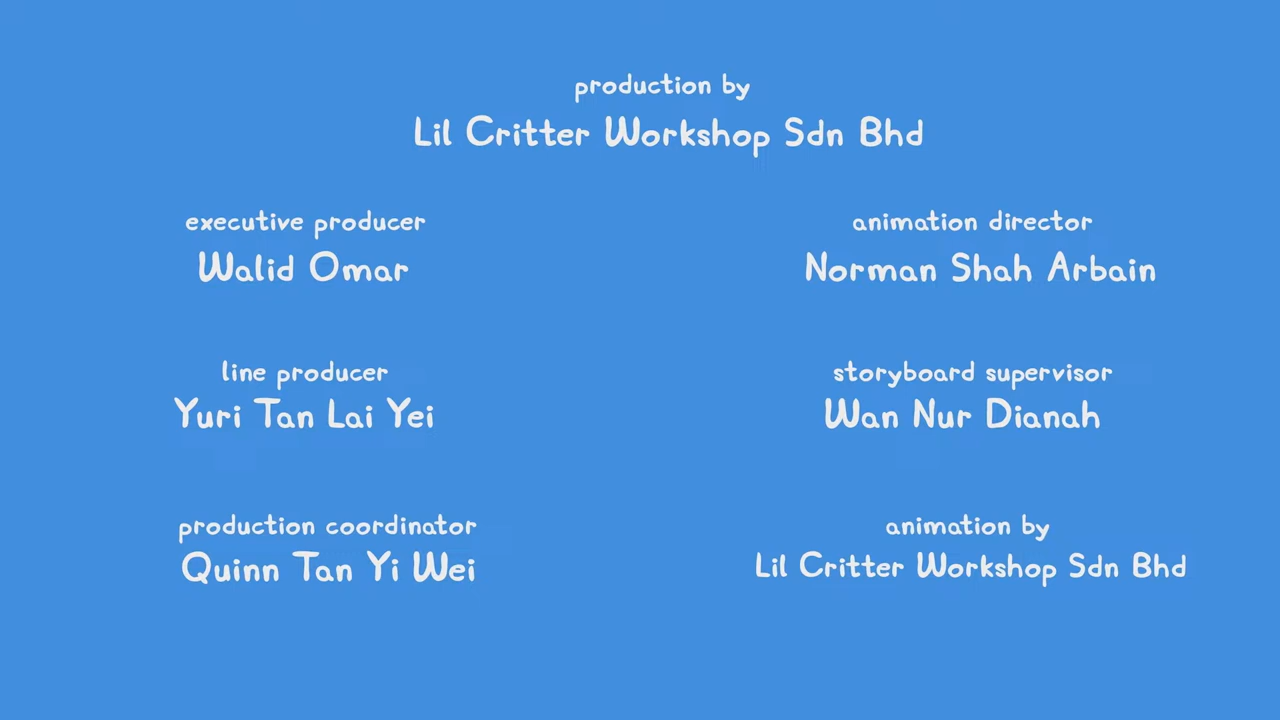 production by
Lil Critter Workshop Sdn Bhd
executive producer
Walid Omar
animation director
Norman Shah Arbain
line producer
Yuri Tan Lai Yei
storyboard supervisor
Wan Nur Dianah
production coordinator
Quinn Tan Yi Wei
animation by
Lil Critter Workshop Sdn Bhd